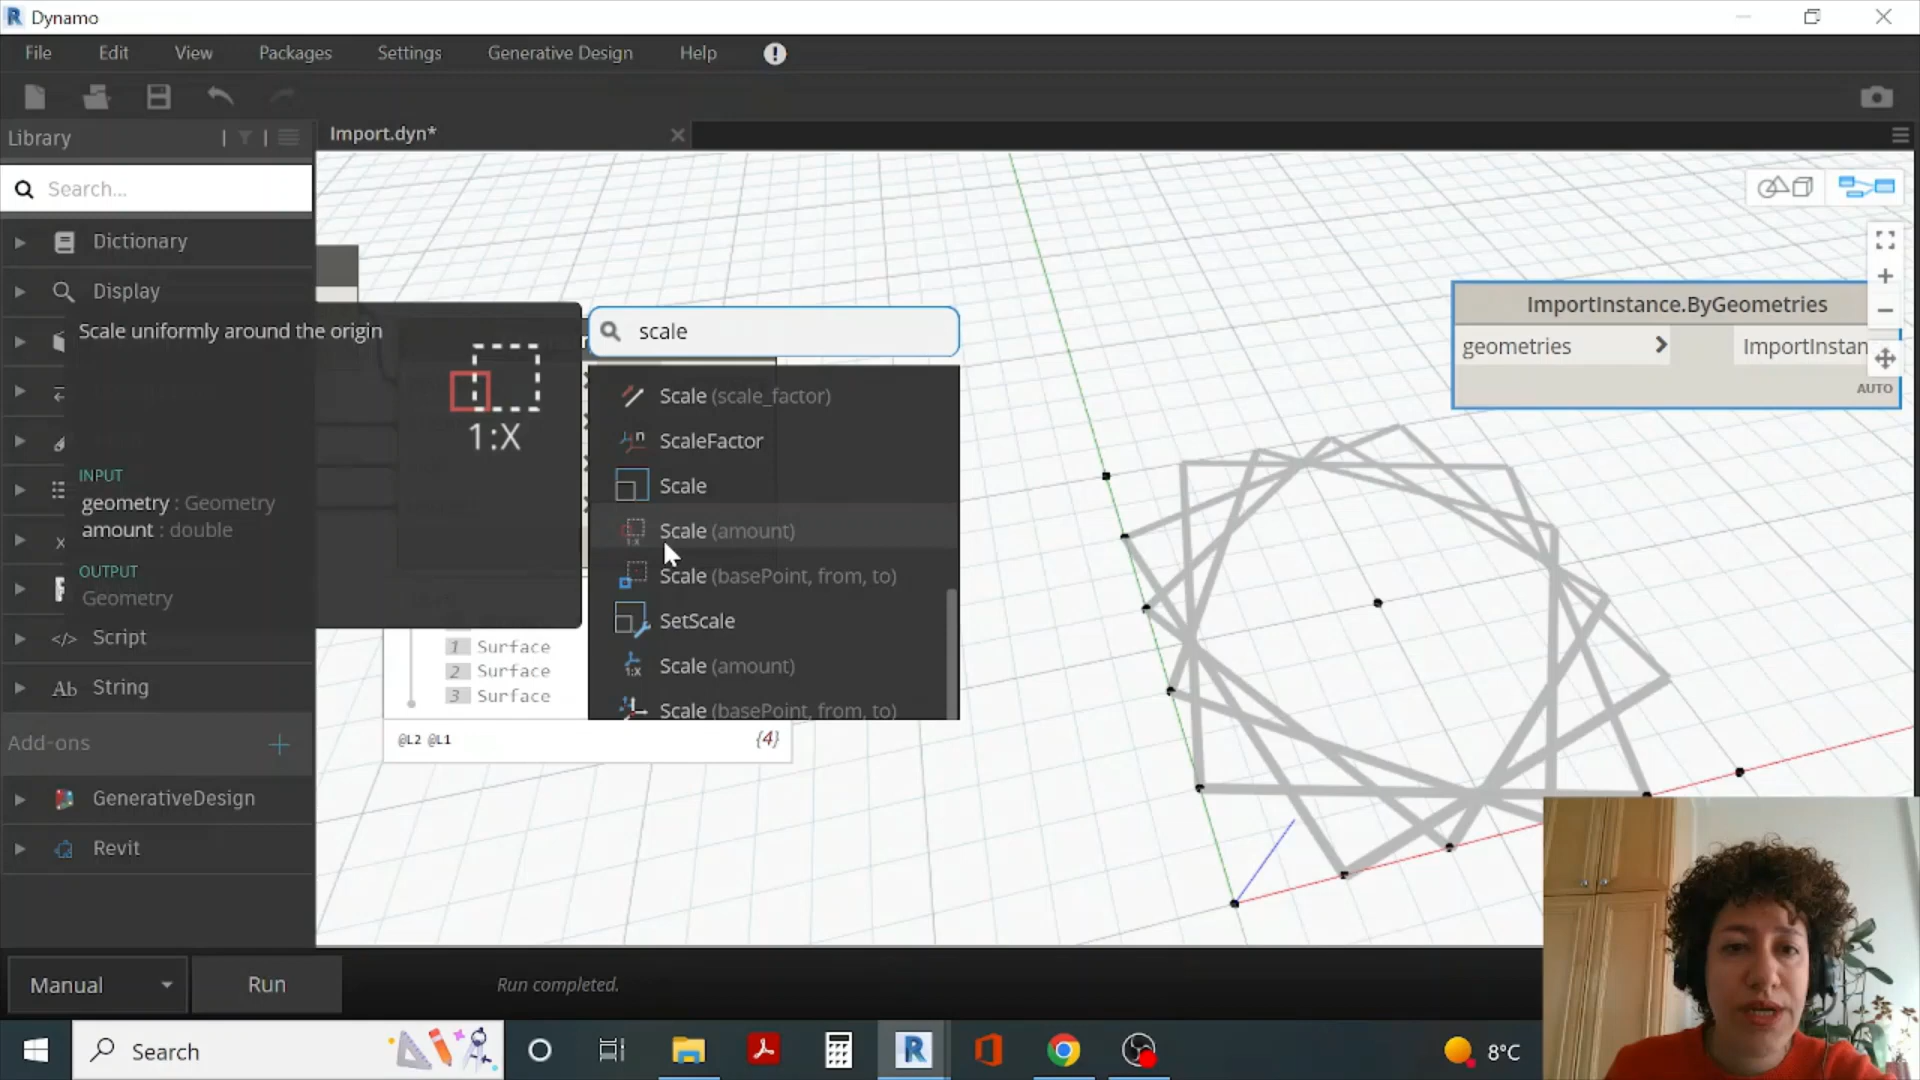 Dynamo
File Edit View Packages Settings Generative Design Help
Library
Import.dyn*
Search...
Dictionary
Display
Scale uniformly around the origin
1:X
INPUT
geometry : Geometry
amount : double
OUTPUT
Geometry
Script
Ab String
Add-ons
GenerativeDesign
Revit
scale
Scale (scale_factor)
ScaleFactor
Scale
Scale (amount)
Scale (basePoint, from, to)
SetScale
Scale (amount)
Scale (basePoint, from, to)
1 Surface
2 Surface
3 Surface
@L2 @L1 {4}
ImportInstance.ByGeometries
geometries > ImportInstan
AUTO
Manual Run Run completed.
Search
8°C